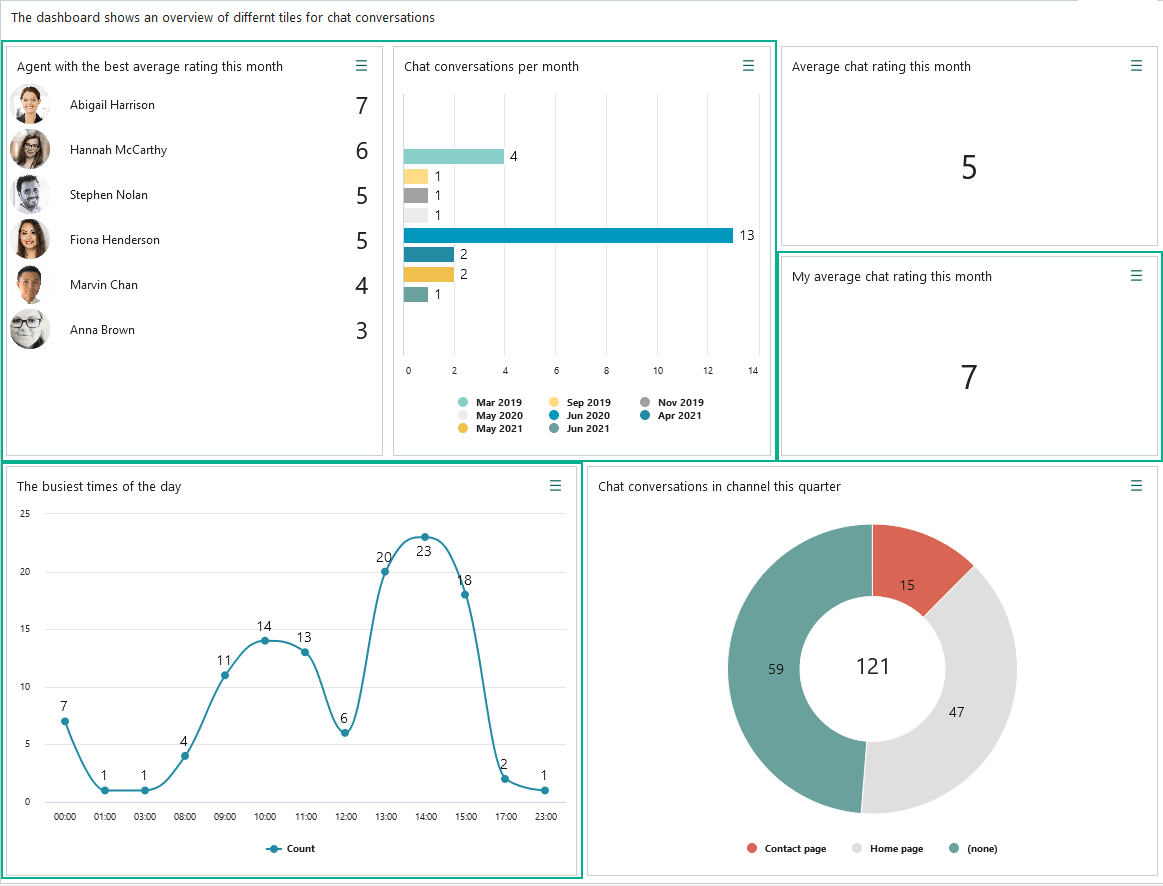 The dashboard shows an overview of differnt tiles for chat conversations
Agent with the best average rating this month
Abigail Harrison 7
Hannah McCarthy 6
Stephen Nolan 5
Fiona Henderson 5
Marvin Chan 4
Anna Brown 3
Chat conversations per month
4
1
1
1
13
2
2
1
0 2 4 6 8 10 12 14
Mar 2019 Sep 2019 Nov 2019
May 2020 Jun 2020 Apr 2021
May 2021 Jun 2021
Average chat rating this month
5
My average chat rating this month
7
The busiest times of the day
25
20
15
10
5
0
7 1 1 4 11 14 13 6 20 23 18 2 1
00:00 01:00 03:00 08:00 09:00 10:00 11:00 12:00 13:00 14:00 15:00 17:00 23:00
Count
Chat conversations in channel this quarter
15
59
121
47
Contact page Home page (none)